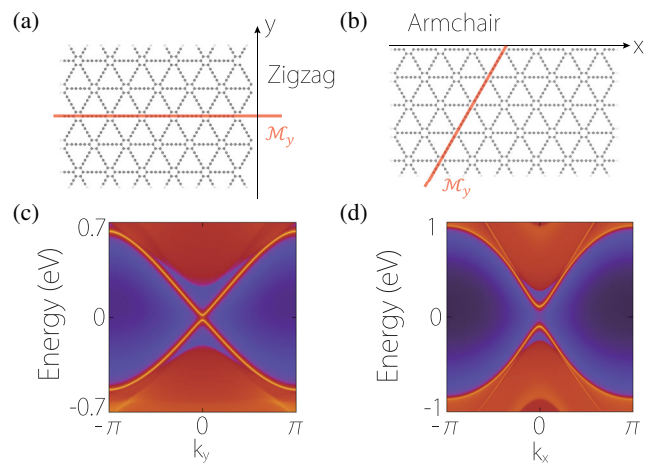 (a)
y
Zigzag
ℳy
(b)
Armchair
x
ℳy
(c)
Energy (eV)
0.7
0
-0.7
-π
0
π
ky
(d)
Energy (eV)
1
0
-1
-π
0
π
kx